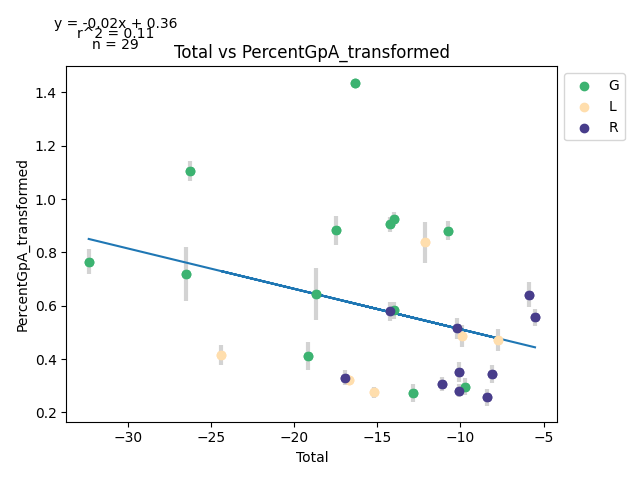 y = -0.02x + 0.36
r^2 = 0.11
n = 29
Total vs PercentGpA_transformed
G
L
R
PercentGpA_transformed
1.4
1.2
1.0
0.8
0.6
0.4
0.2
−30
−25
−20
−15
−10
−5
Total